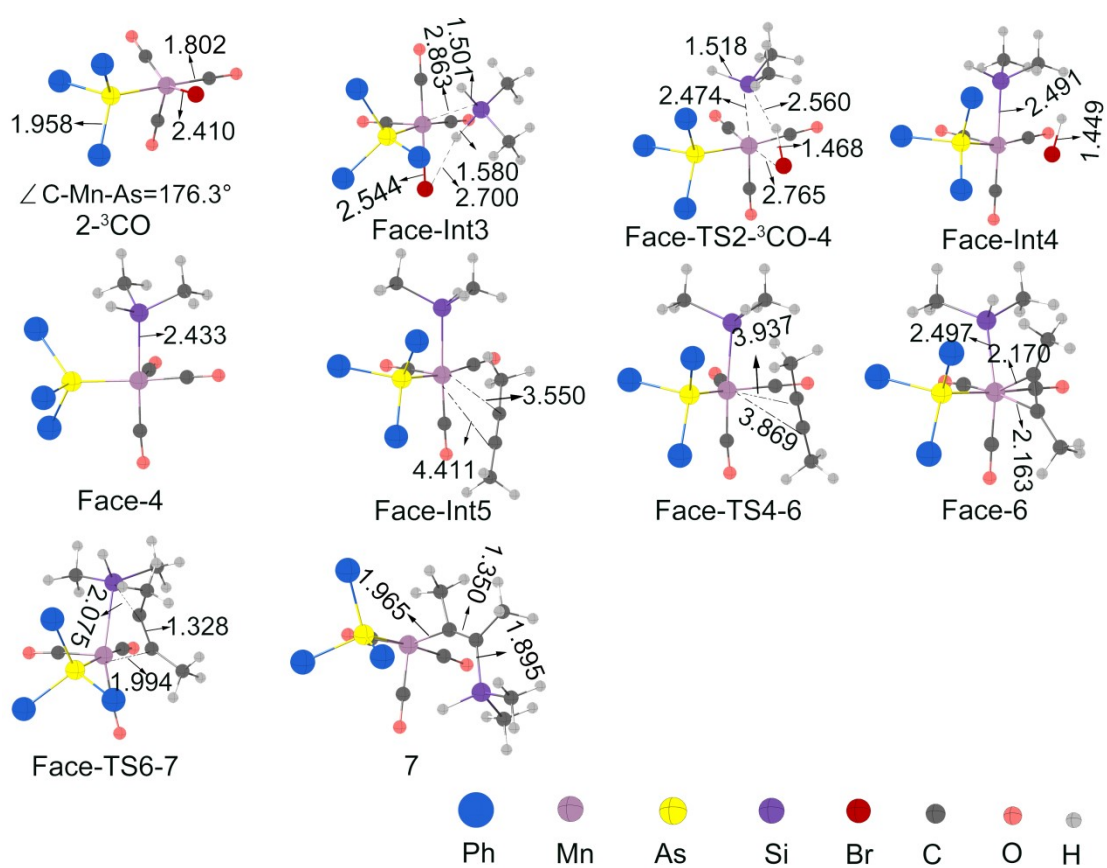 1.802
1.958
2.410
∠C-Mn-As=176.3°
2-³CO
1.501
2.863
1.580
2.544
2.700
Face-Int3
1.518
2.474
2.560
1.468
2.765
Face-TS2-³CO-4
2.491
1.449
Face-Int4
2.433
Face-4
3.550
4.411
Face-Int5
3.937
3.869
Face-TS4-6
2.497
2.170
2.163
Face-6
2.075
1.328
1.994
Face-TS6-7
1.965
1.350
1.895
7
Ph Mn As Si Br C O H